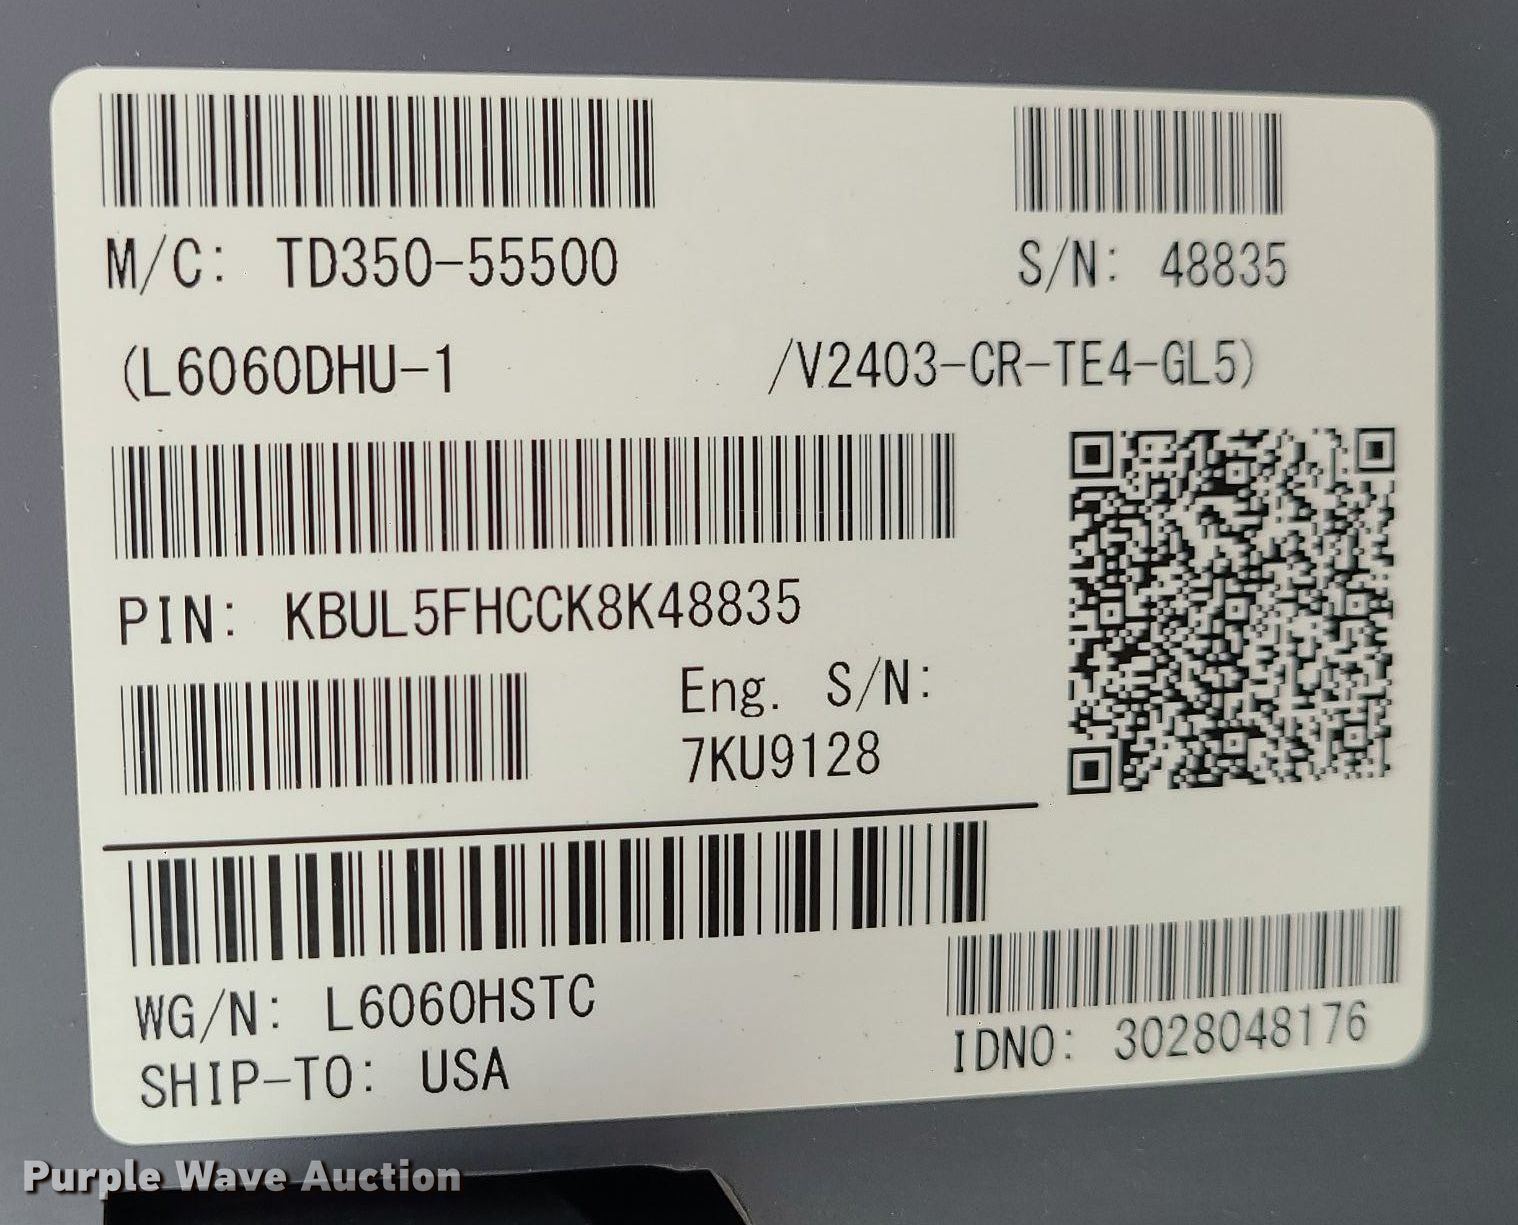 M/C: TD350-55500
S/N: 48835
(L6060DHU-1 /V2403-CR-TE4-GL5)
PIN: KBUL5FHCCK8K48835
Eng. S/N:
7KU9128
WG/N: L6060HSTC
SHIP-TO: USA
IDNO: 3028048176
Purple Wave Auction